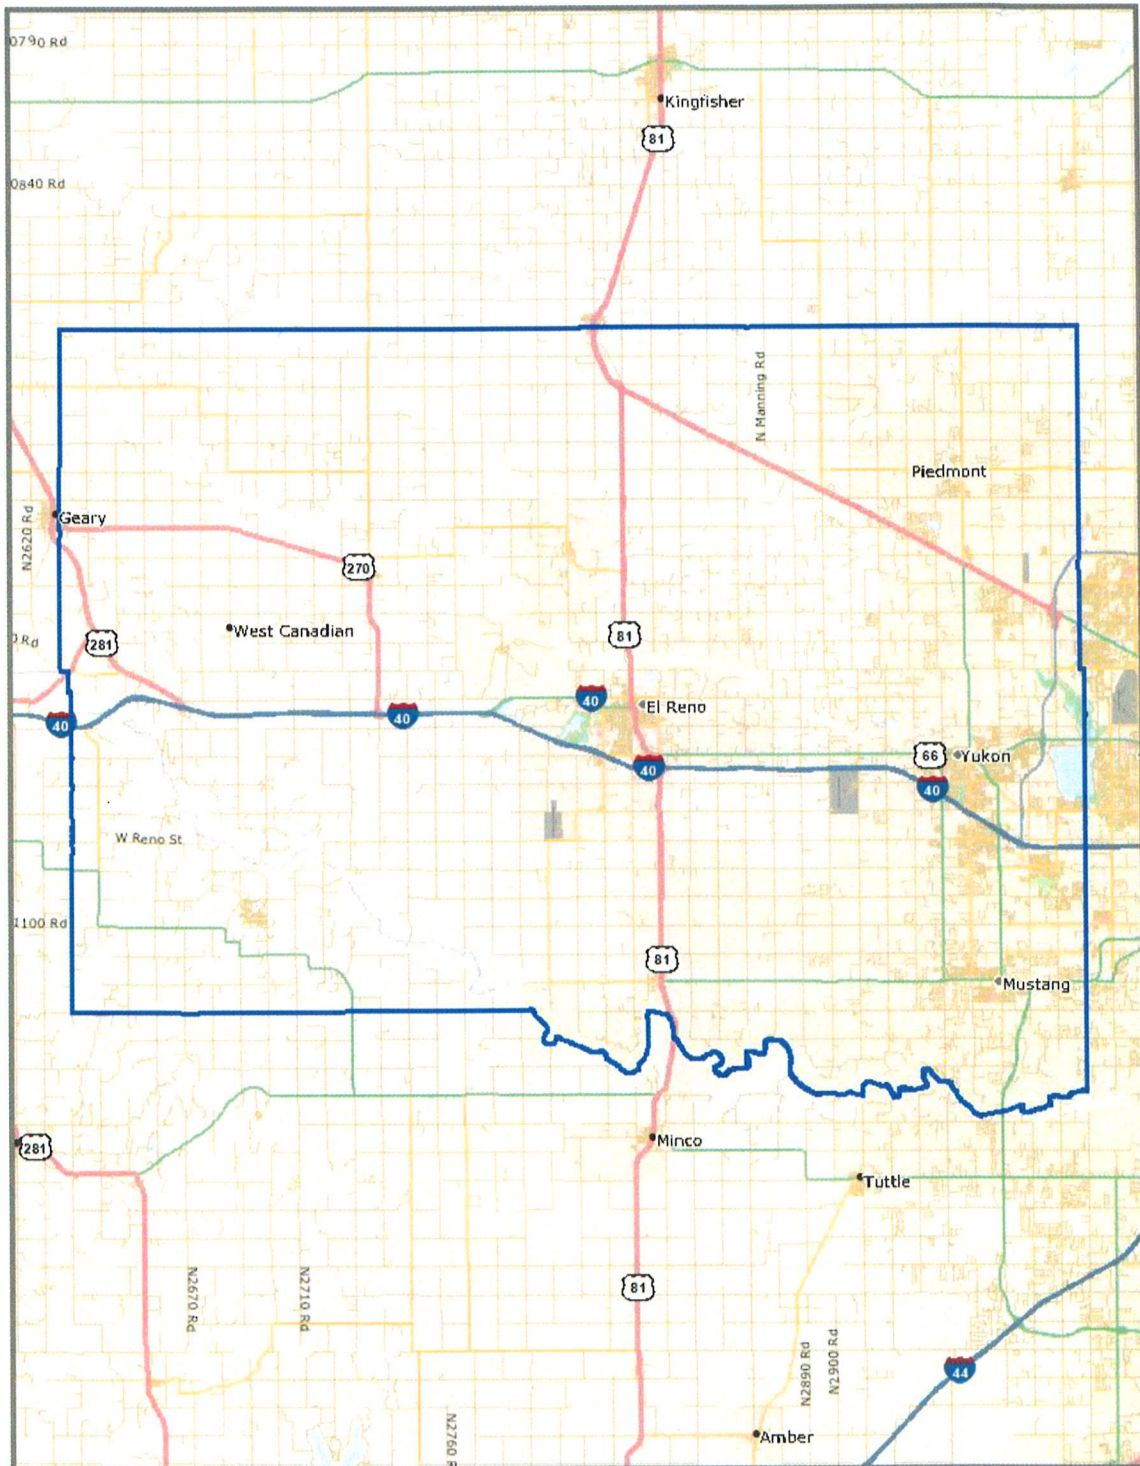 0790 Rd
Kingfisher
81
0840 Rd
N Manning Rd
Piedmont
N2620 Rd
Geary
270
West Canadian
281
81
40
El Reno
40
40
40
66
Yukon
40
W Reno St
1100 Rd
81
Mustang
281
Minco
Tuttle
N2670 Rd
N2710 Rd
81
N2890 Rd
N2900 Rd
44
N2760
Amber